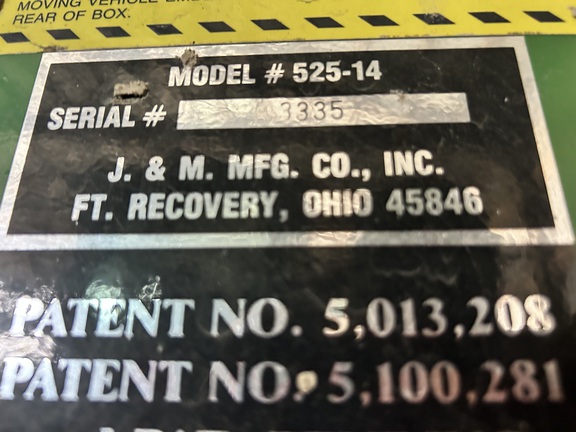 MOVING VEHICLE
REAR OF BOX.
MODEL # 525-14
SERIAL # 3335
J. & M. MFG. CO., INC.
FT. RECOVERY, OHIO 45846
PATENT NO. 5,013,208
PATENT NO. 5,100,281